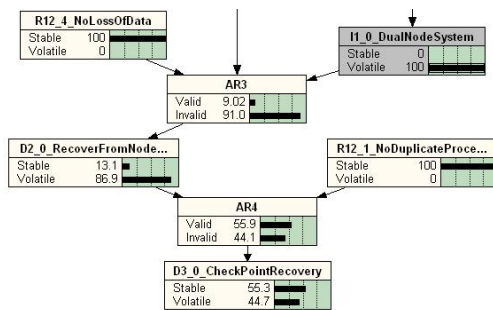 R12_4_NoLossOfData
Stable 100
Volatile 0
I1_0_DualNodeSystem
Stable 0
Volatile 100
AR3
Valid 9.02
Invalid 91.0
D2_0_RecoverFromNode...
Stable 13.1
Volatile 86.9
R12_1_NoDuplicateProce...
Stable 100
Volatile 0
AR4
Valid 55.9
Invalid 44.1
D3_0_CheckPointRecovery
Stable 55.3
Volatile 44.7